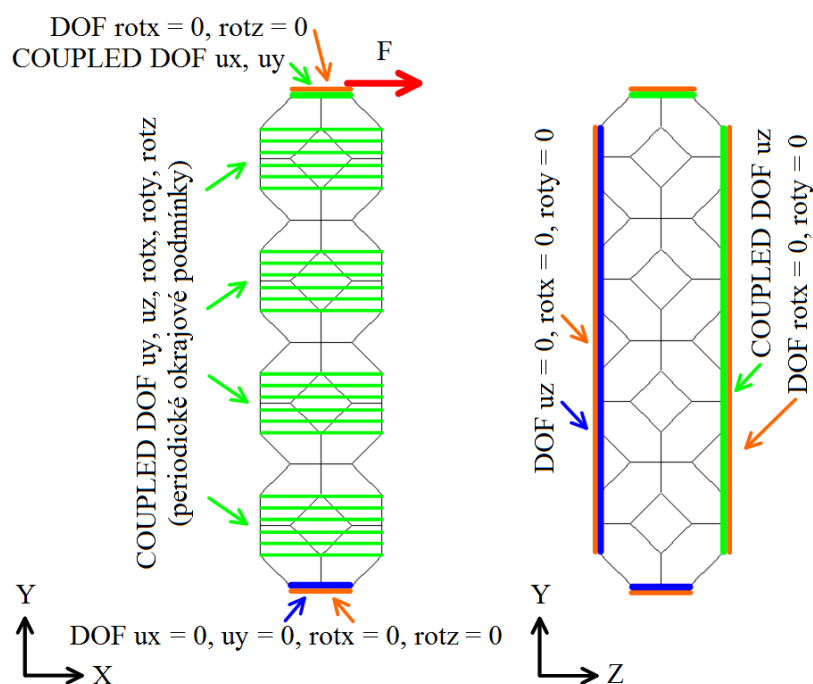 DOF rotx = 0, rotz = 0
COUPLED DOF ux, uy
F
COUPLED DOF uy, uz, rotx, roty, rotz
(periodické okrajové podmínky)
DOF ux = 0, uy = 0, rotx = 0, rotz = 0
Y
X
DOF uz = 0, rotx = 0, roty = 0
COUPLED DOF uz
DOF rotx = 0, roty = 0
Y
Z